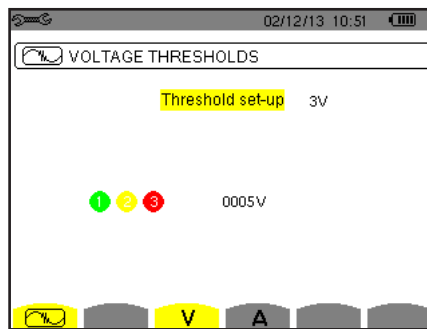 02/12/13 10:51
VOLTAGE THRESHOLDS
Threshold set-up 3V
1 2 3 0005V
V A